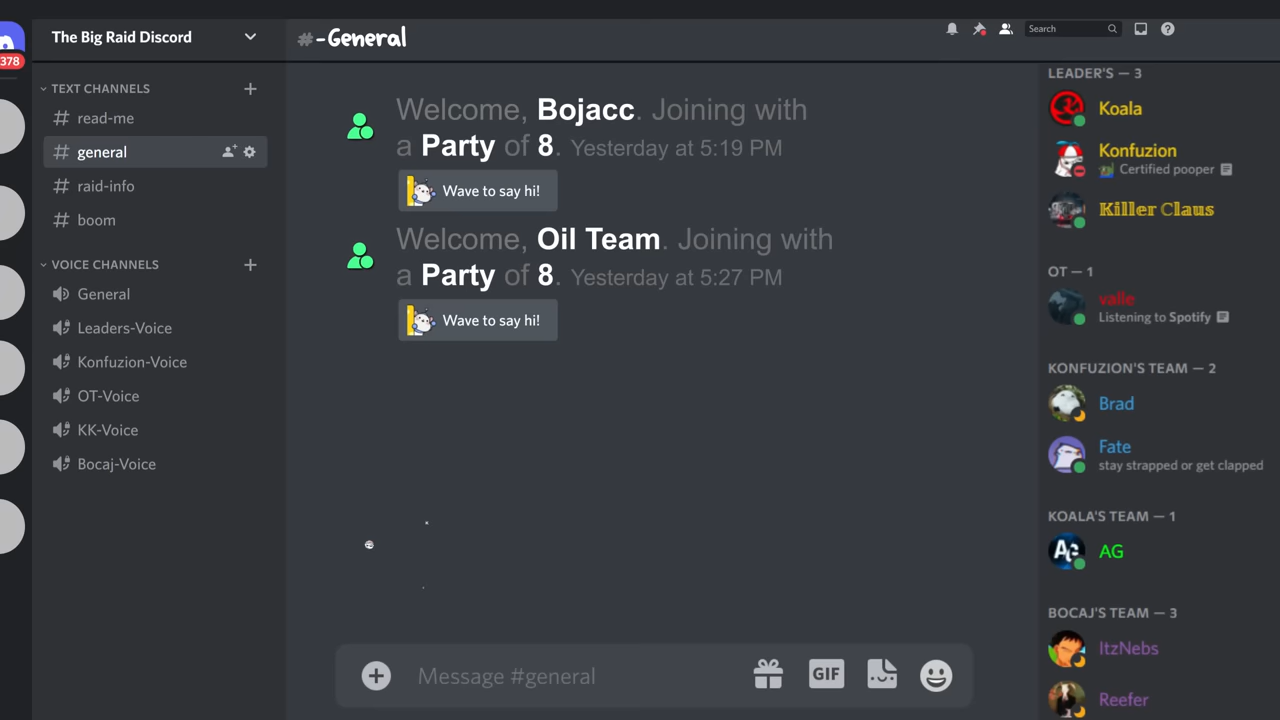 The Big Raid Discord
378
TEXT CHANNELS
# read-me
# general
# raid-info
# boom
VOICE CHANNELS
General
Leaders-Voice
Konfuzion-Voice
OT-Voice
KK-Voice
Bocaj-Voice
#-General
Search
Welcome, Bojacc. Joining with
a Party of 8. Yesterday at 5:19 PM
Wave to say hi!
Welcome, Oil Team. Joining with
a Party of 8. Yesterday at 5:27 PM
Wave to say hi!
Message #general
GIF
LEADER'S — 3
Koala
Konfuzion
Certified pooper
Killer Claus
OT — 1
valle
Listening to Spotify
KONFUZION'S TEAM — 2
Brad
Fate
stay strapped or get clapped
KOALA'S TEAM — 1
AG
BOCAJ'S TEAM — 3
ItzNebs
Reefer